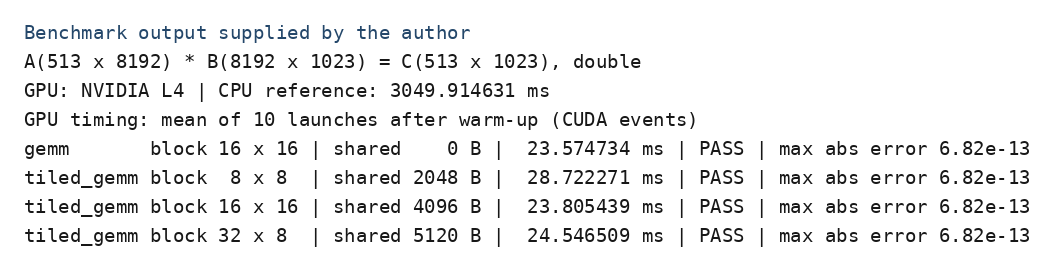 Benchmark output supplied by the author
A(513 x 8192) * B(8192 x 1023) = C(513 x 1023), double
GPU: NVIDIA L4 | CPU reference: 3049.914631 ms
GPU timing: mean of 10 launches after warm-up (CUDA events)
gemm       block 16 x 16 | shared    0 B |  23.574734 ms | PASS | max abs error 6.82e-13
tiled_gemm block  8 x 8  | shared 2048 B |  28.722271 ms | PASS | max abs error 6.82e-13
tiled_gemm block 16 x 16 | shared 4096 B |  23.805439 ms | PASS | max abs error 6.82e-13
tiled_gemm block 32 x 8  | shared 5120 B |  24.546509 ms | PASS | max abs error 6.82e-13